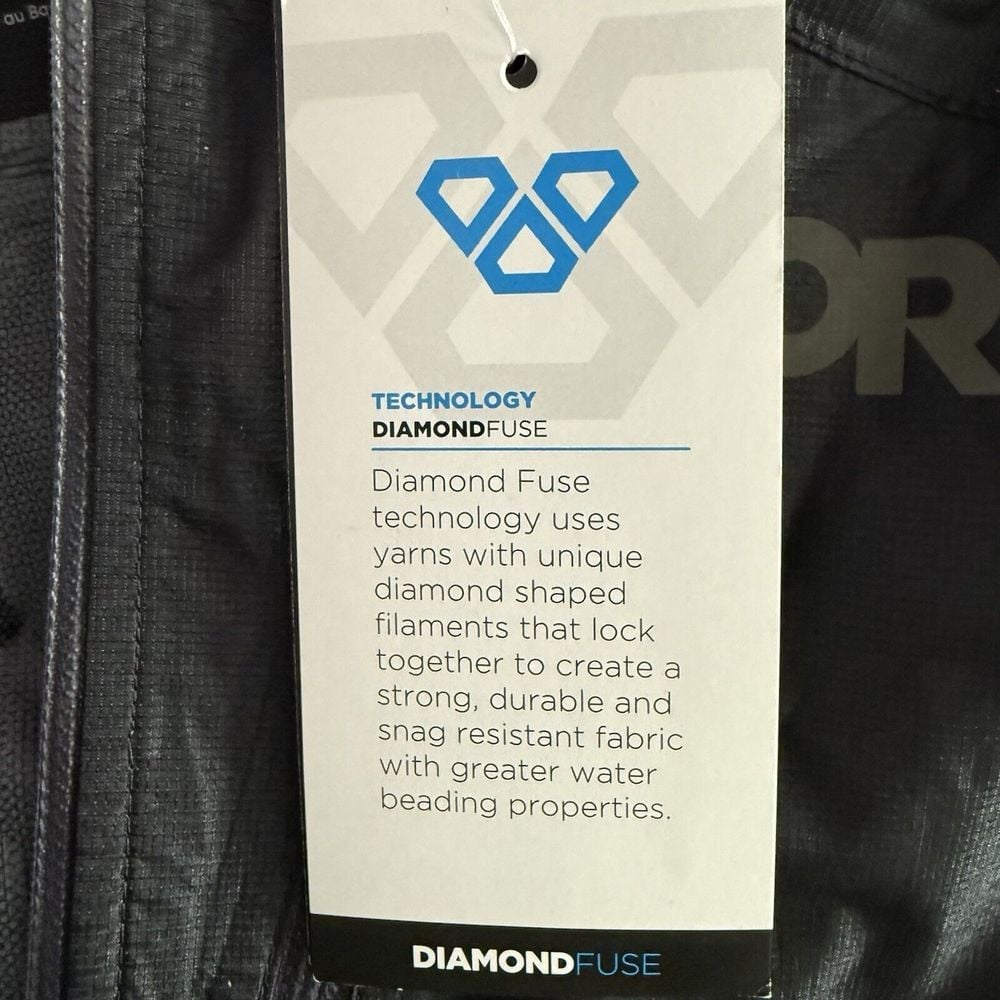 au
OR
TECHNOLOGY
DIAMONDFUSE
Diamond Fuse
technology uses
yarns with unique
diamond shaped
filaments that lock
together to create a
strong, durable and
snag resistant fabric
with greater water
beading properties.
DIAMONDFUSE